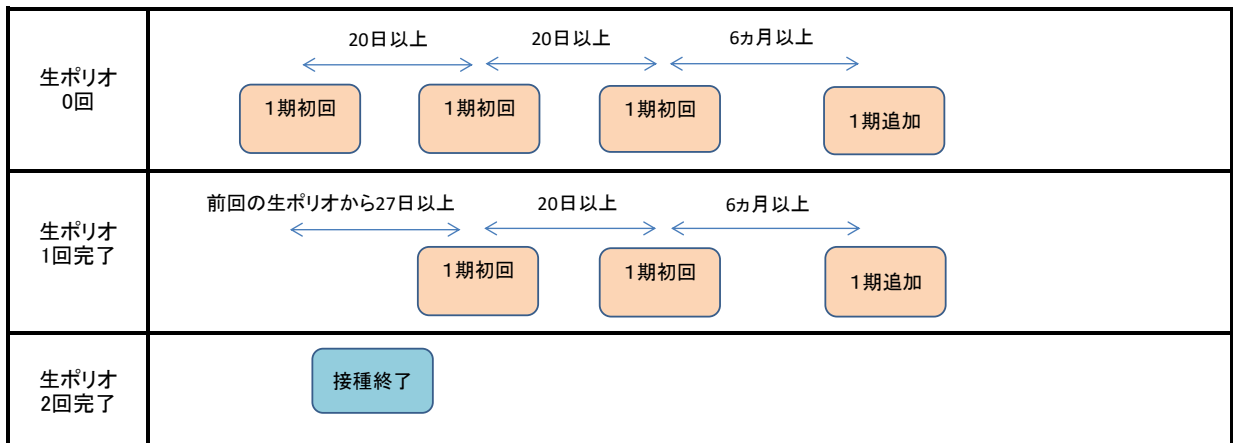 生ポリオ
0回
20日以上
20日以上
6ヵ月以上
1期初回
1期初回
1期初回
1期追加
生ポリオ
1回完了
前回の生ポリオから27日以上
20日以上
6ヵ月以上
1期初回
1期初回
1期追加
生ポリオ
2回完了
接種終了